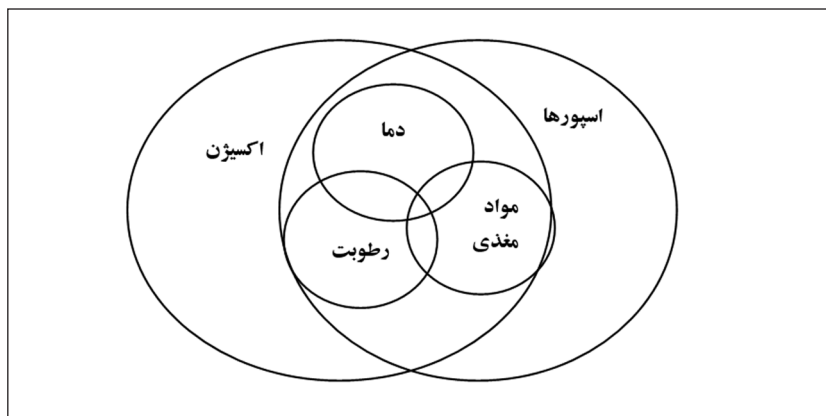 اسپورها
دما
اکسیژن
مواد
مغذی
رطوبت